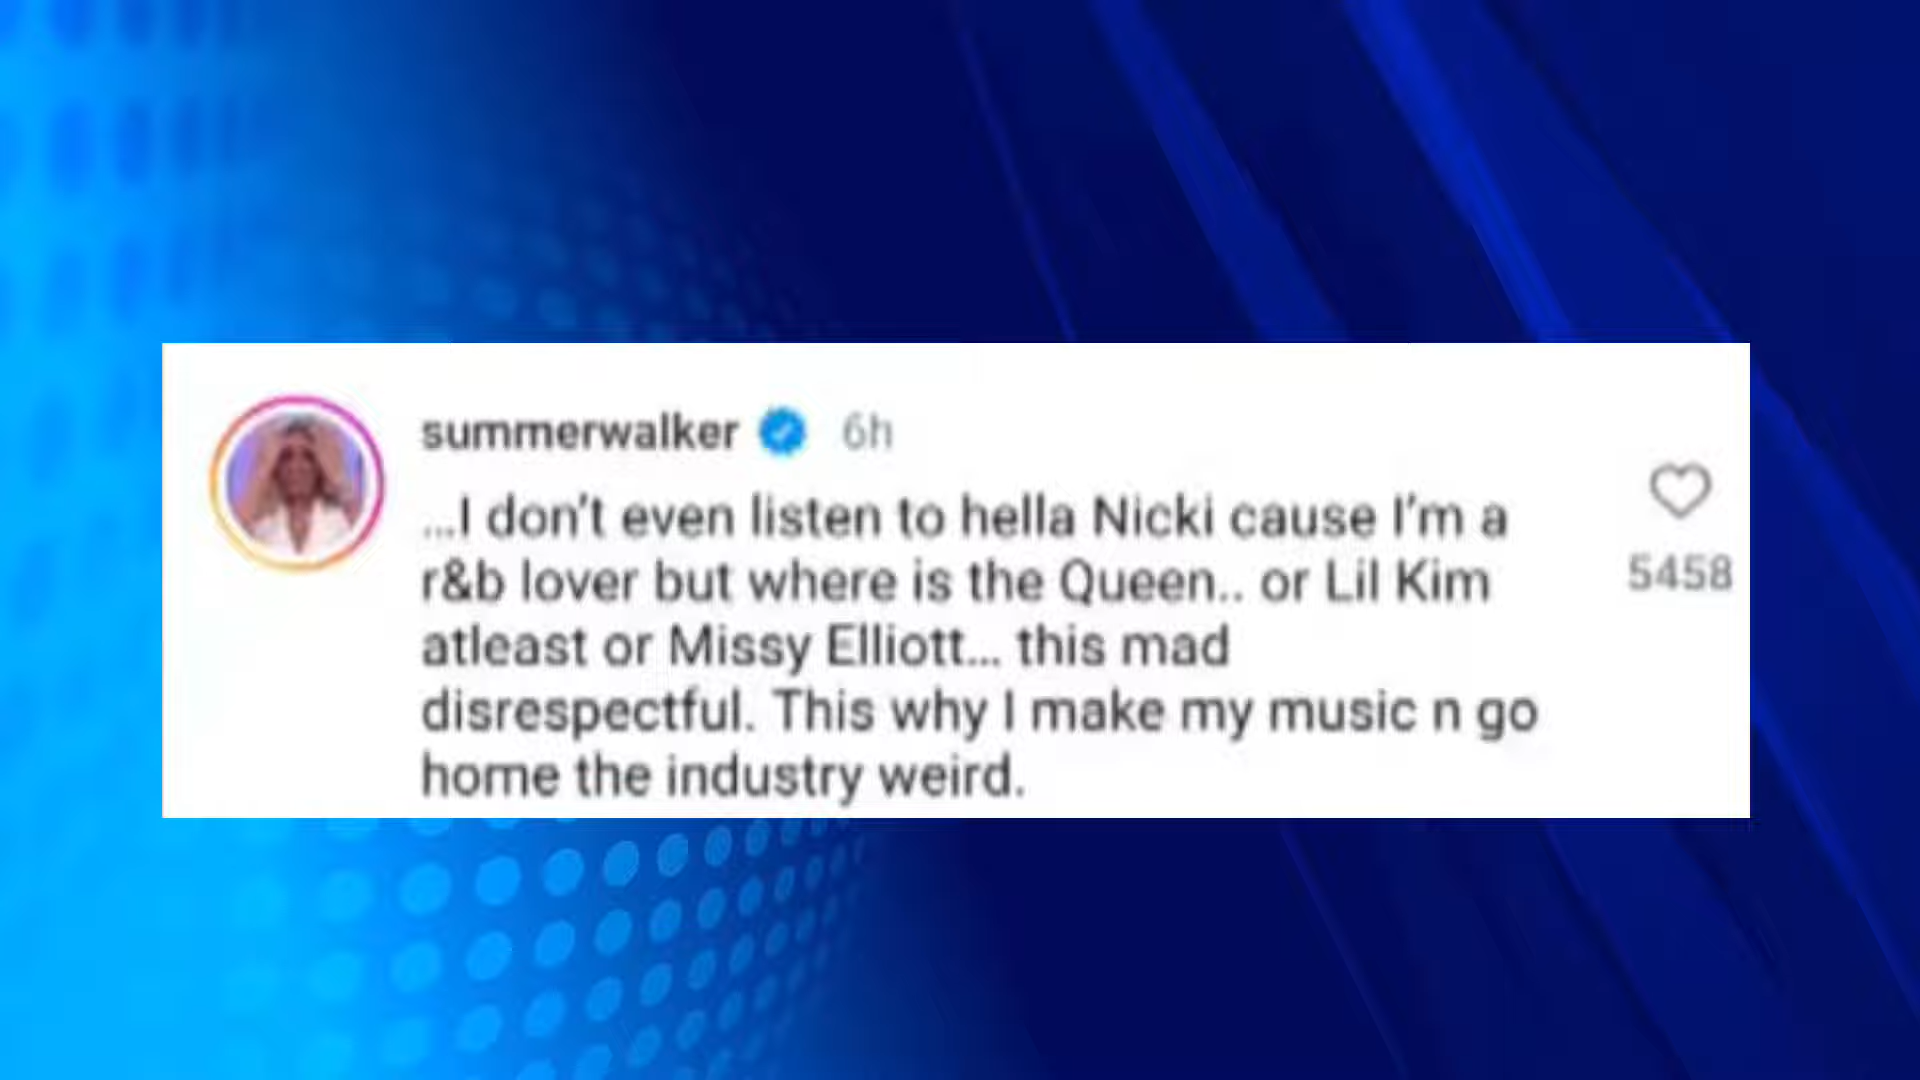 summerwalker 6h
...I don't even listen to hella Nicki cause I'm a
r&b lover but where is the Queen.. or Lil Kim
atleast or Missy Elliott... this mad
disrespectful. This why I make my music n go
home the industry weird.
5458